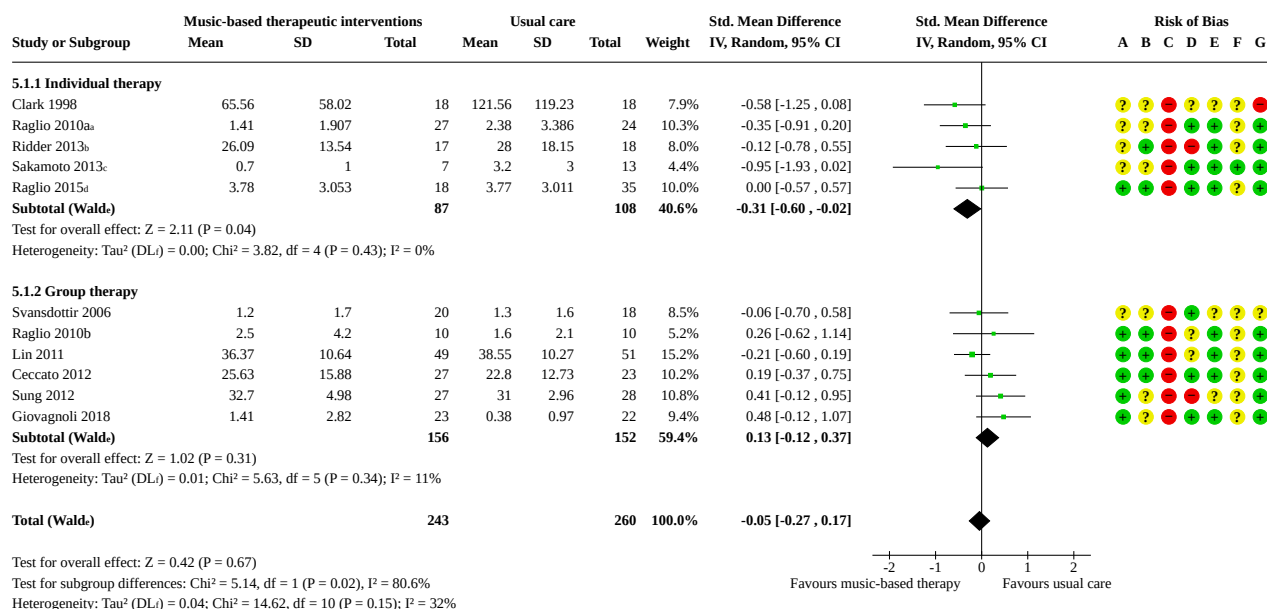 Music-based therapeutic interventions Usual care Std. Mean Difference Std. Mean Difference Risk of Bias
Study or Subgroup Mean SD Total Mean SD Total Weight IV, Random, 95% CI IV, Random, 95% CI A B C D E F G
5.1.1 Individual therapy
Clark 1998 65.56 58.02 18 121.56 119.23 18 7.9% -0.58 [-1.25 , 0.08] ? ? − ? ? ? −
Raglio 2010aa 1.41 1.907 27 2.38 3.386 24 10.3% -0.35 [-0.91 , 0.20] ? ? − + + ? +
Ridder 2013b 26.09 13.54 17 28 18.15 18 8.0% -0.12 [-0.78 , 0.55] ? + − − + ? +
Sakamoto 2013c 0.7 1 7 3.2 3 13 4.4% -0.95 [-1.93 , 0.02] ? ? − + + + +
Raglio 2015d 3.78 3.053 18 3.77 3.011 35 10.0% 0.00 [-0.57 , 0.57] + + − + + ? +
Subtotal (Walde) 87 108 40.6% -0.31 [-0.60 , -0.02]
Test for overall effect: Z = 2.11 (P = 0.04)
Heterogeneity: Tau² (DLf) = 0.00; Chi² = 3.82, df = 4 (P = 0.43); I² = 0%
5.1.2 Group therapy
Svansdottir 2006 1.2 1.7 20 1.3 1.6 18 8.5% -0.06 [-0.70 , 0.58] ? ? − + ? ? ?
Raglio 2010b 2.5 4.2 10 1.6 2.1 10 5.2% 0.26 [-0.62 , 1.14] + + − ? + ? +
Lin 2011 36.37 10.64 49 38.55 10.27 51 15.2% -0.21 [-0.60 , 0.19] + + − ? + ? +
Ceccato 2012 25.63 15.88 27 22.8 12.73 23 10.2% 0.19 [-0.37 , 0.75] + + − + + ? +
Sung 2012 32.7 4.98 27 31 2.96 28 10.8% 0.41 [-0.12 , 0.95] + ? − − ? ? +
Giovagnoli 2018 1.41 2.82 23 0.38 0.97 22 9.4% 0.48 [-0.12 , 1.07] + ? − + + ? +
Subtotal (Walde) 156 152 59.4% 0.13 [-0.12 , 0.37]
Test for overall effect: Z = 1.02 (P = 0.31)
Heterogeneity: Tau² (DLf) = 0.01; Chi² = 5.63, df = 5 (P = 0.34); I² = 11%
Total (Walde) 243 260 100.0% -0.05 [-0.27 , 0.17]
Test for overall effect: Z = 0.42 (P = 0.67)
-2 -1 0 1 2
Test for subgroup differences: Chi² = 5.14, df = 1 (P = 0.02), I² = 80.6%
Favours music-based therapy Favours usual care
Heterogeneity: Tau² (DLf) = 0.04; Chi² = 14.62, df = 10 (P = 0.15); I² = 32%